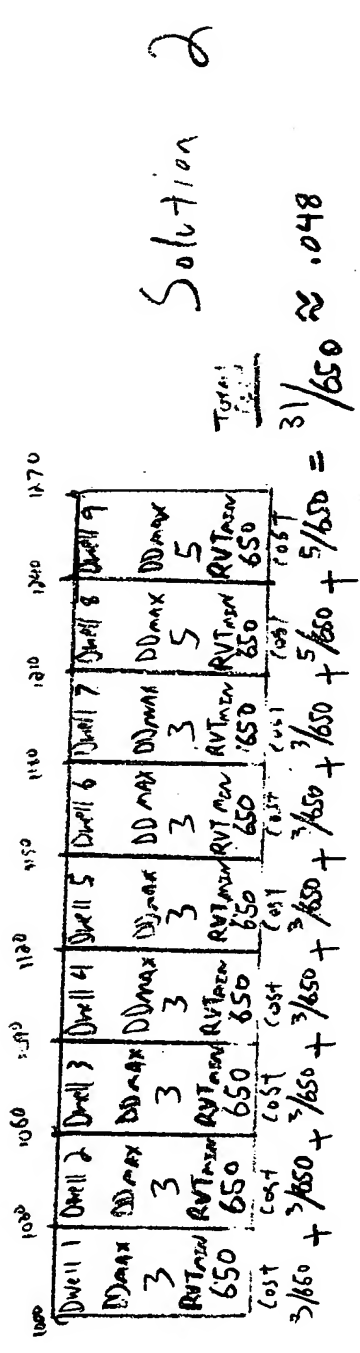 Solution 2
1000 1030 1060 1090 1120 1150 1180 1210 1240 1270
Dwell 1 Dwell 2 Dwell 3 Dwell 4 Dwell 5 Dwell 6 Dwell 7 Dwell 8 Dwell 9
DDMAX DDMAX DDMAX DDMAX DDMAX DDMAX DDMAX DDMAX DDMAX
3 3 3 3 3 3 3 5 5
RVTMIN RVTMIN RVTMIN RVTMIN RVTMIN RVTMIN RVTMIN RVTMIN RVTMIN
650 650 650 650 650 650 650 650 650
Cost Cost Cost Cost Cost Cost Cost Cost Cost Total
3/650 + 3/650 + 3/650 + 3/650 + 3/650 + 3/650 + 3/650 + 5/650 + 5/650 = 31/650 ≈ .048